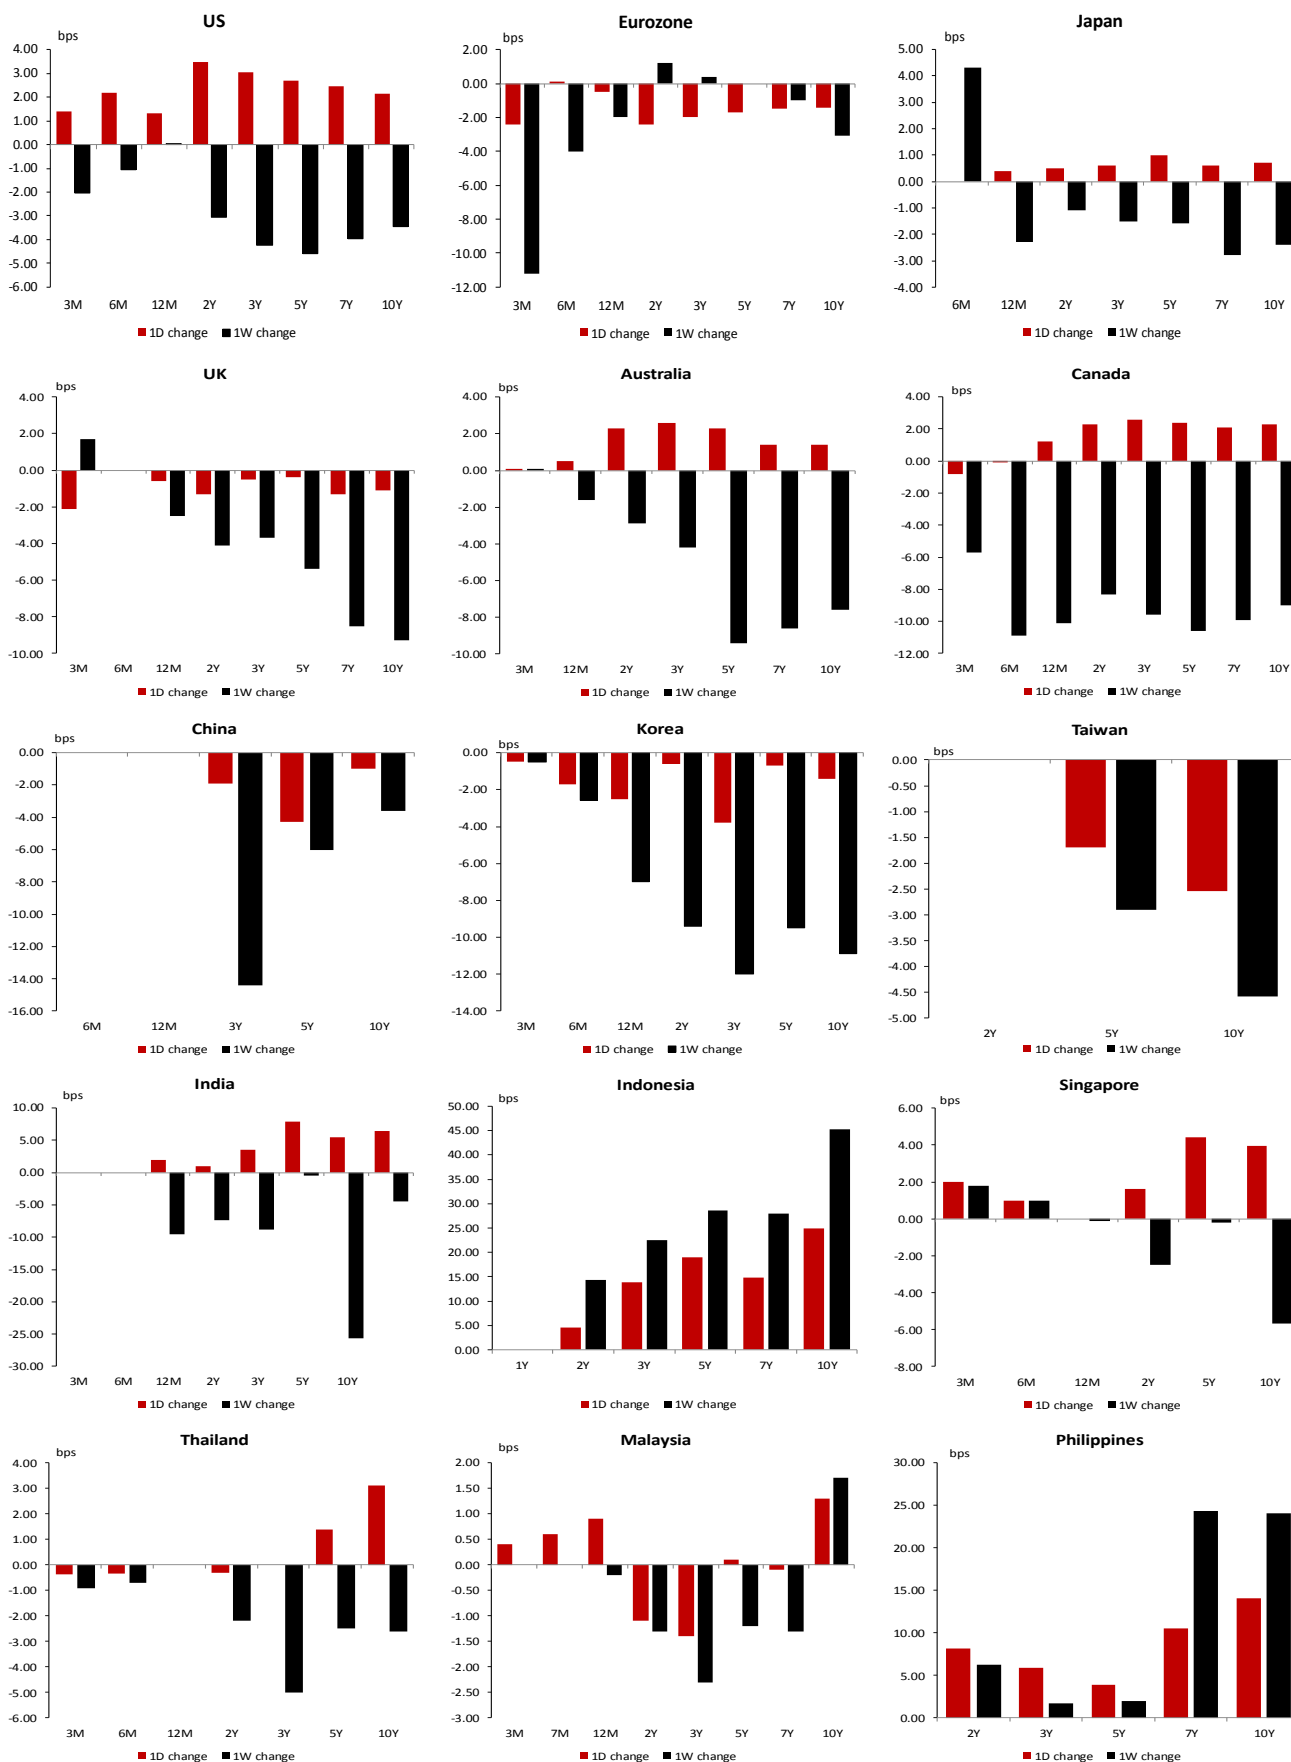 US
bps
4.00
3.00
2.00
1.00
0.00
-1.00
-2.00
-3.00
-4.00
-5.00
-6.00
3M 6M 12M 2Y 3Y 5Y 7Y 10Y
1D change 1W change
Eurozone
bps
2.00
0.00
-2.00
-4.00
-6.00
-8.00
-10.00
-12.00
3M 6M 12M 2Y 3Y 5Y 7Y 10Y
1D change 1W change
Japan
bps
5.00
4.00
3.00
2.00
1.00
0.00
-1.00
-2.00
-3.00
-4.00
6M 12M 2Y 3Y 5Y 7Y 10Y
1D change 1W change
UK
bps
4.00
2.00
0.00
-2.00
-4.00
-6.00
-8.00
-10.00
3M 6M 12M 2Y 3Y 5Y 7Y 10Y
1D change 1W change
Australia
bps
4.00
2.00
0.00
-2.00
-4.00
-6.00
-8.00
-10.00
3M 12M 2Y 3Y 5Y 7Y 10Y
1D change 1W change
Canada
bps
4.00
2.00
0.00
-2.00
-4.00
-6.00
-8.00
-10.00
-12.00
3M 6M 12M 2Y 3Y 5Y 7Y 10Y
1D change 1W change
China
bps
0.00
-2.00
-4.00
-6.00
-8.00
-10.00
-12.00
-14.00
-16.00
6M 12M 3Y 5Y 10Y
1D change 1W change
Korea
bps
0.00
-2.00
-4.00
-6.00
-8.00
-10.00
-12.00
-14.00
3M 6M 12M 2Y 3Y 5Y 10Y
1D change 1W change
Taiwan
bps
0.00
-0.50
-1.00
-1.50
-2.00
-2.50
-3.00
-3.50
-4.00
-4.50
-5.00
2Y 5Y 10Y
1D change 1W change
India
bps
10.00
5.00
0.00
-5.00
-10.00
-15.00
-20.00
-25.00
-30.00
3M 6M 12M 2Y 3Y 5Y 10Y
1D change 1W change
Indonesia
bps
50.00
45.00
40.00
35.00
30.00
25.00
20.00
15.00
10.00
5.00
0.00
1Y 2Y 3Y 5Y 7Y 10Y
1D change 1W change
Singapore
bps
6.00
4.00
2.00
0.00
-2.00
-4.00
-6.00
-8.00
3M 6M 12M 2Y 5Y 10Y
1D change 1W change
Thailand
bps
4.00
3.00
2.00
1.00
0.00
-1.00
-2.00
-3.00
-4.00
-5.00
-6.00
3M 6M 12M 2Y 3Y 5Y 10Y
1D change 1W change
Malaysia
bps
2.00
1.50
1.00
0.50
0.00
-0.50
-1.00
-1.50
-2.00
-2.50
-3.00
3M 7M 12M 2Y 3Y 5Y 7Y 10Y
1D change 1W change
Philippines
bps
30.00
25.00
20.00
15.00
10.00
5.00
0.00
2Y 3Y 5Y 7Y 10Y
1D change 1W change